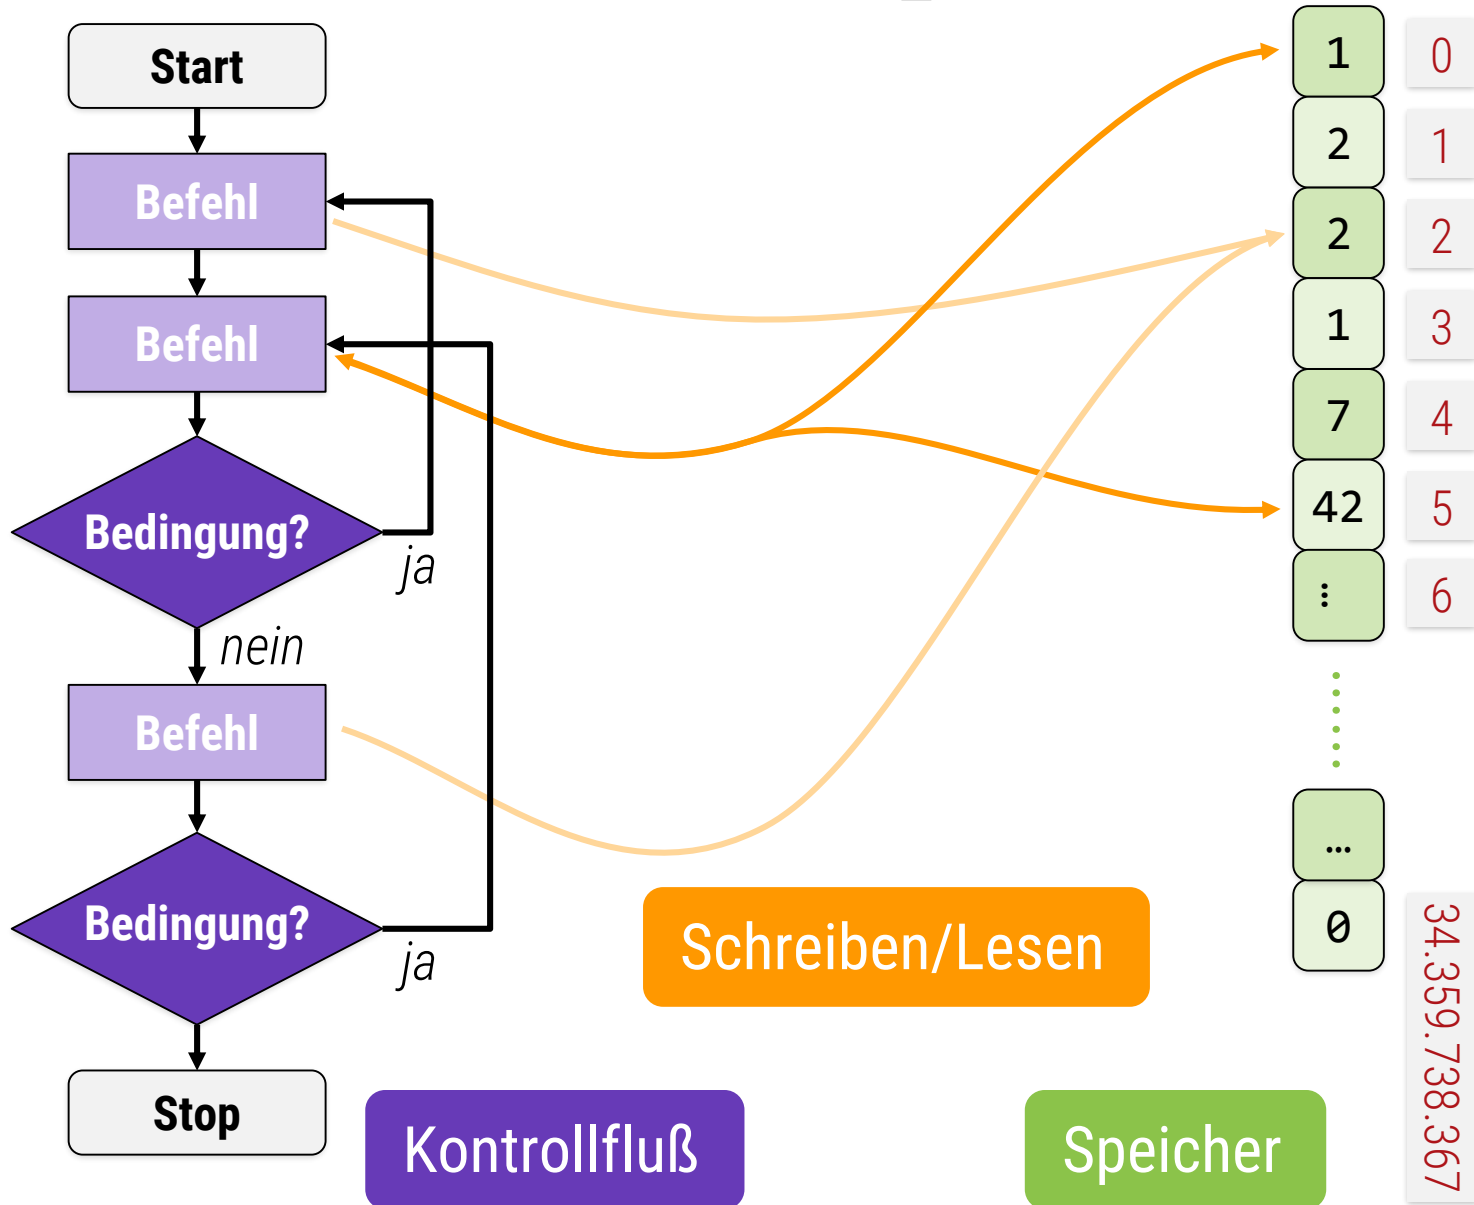 Start
Befehl
Befehl
Bedingung?
ja
nein
Befehl
Bedingung?
ja
Stop
Kontrollfluß
Schreiben/Lesen
Speicher
1 0
2 1
2 2
1 3
7 4
42 5
⋮ 6
…
0
34.359.738.367